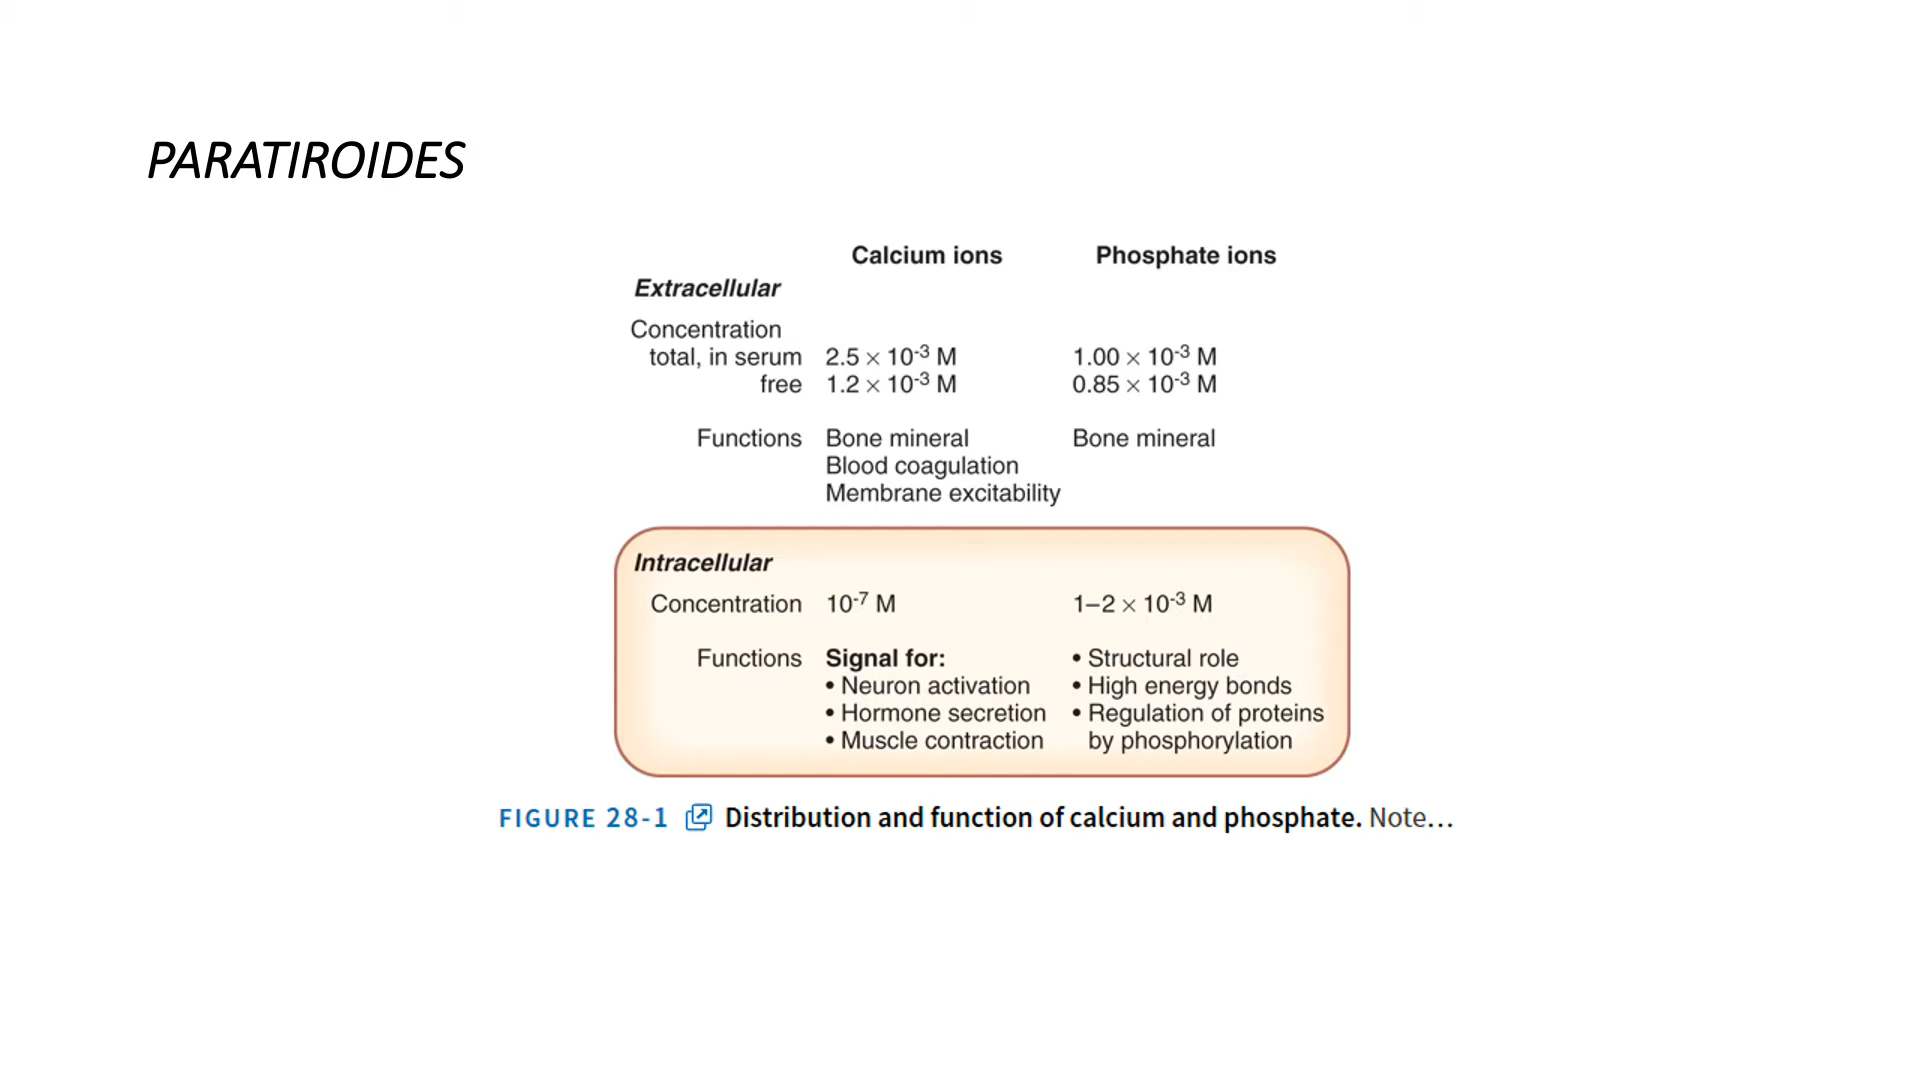 PARATIROIDES
Calcium ions Phosphate ions
Extracellular
Concentration
total, in serum 2.5 × 10⁻³ M 1.00 × 10⁻³ M
free 1.2 × 10⁻³ M 0.85 × 10⁻³ M
Functions Bone mineral Bone mineral
Blood coagulation
Membrane excitability
Intracellular
Concentration 10⁻⁷ M 1–2 × 10⁻³ M
Functions Signal for: • Structural role
• Neuron activation • High energy bonds
• Hormone secretion • Regulation of proteins
• Muscle contraction by phosphorylation
FIGURE 28-1 Distribution and function of calcium and phosphate. Note…